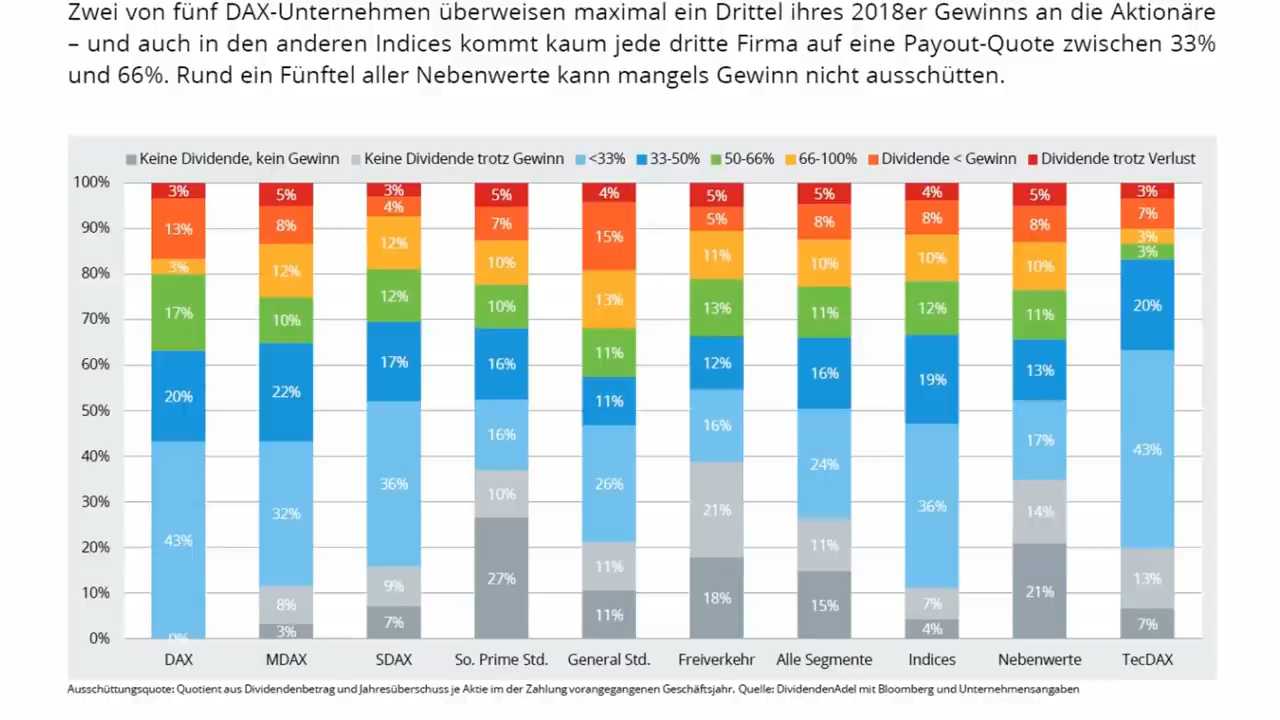 Zwei von fünf DAX-Unternehmen überweisen maximal ein Drittel ihres 2018er Gewinns an die Aktionäre
– und auch in den anderen Indices kommt kaum jede dritte Firma auf eine Payout-Quote zwischen 33%
und 66%. Rund ein Fünftel aller Nebenwerte kann mangels Gewinn nicht ausschütten.
Keine Dividende, kein Gewinn Keine Dividende trotz Gewinn <33% 33-50% 50-66% 66-100% Dividende < Gewinn Dividende trotz Verlust
100% 3% 5% 3% 5% 4% 5% 5% 4% 5% 3%
4%
90% 13% 8% 7% 15% 5% 8% 8% 8% 7%
3%
80% 3% 12% 12% 10% 13% 11% 10% 10% 10% 3%
70% 17% 10% 12% 10% 11% 13% 11% 12% 11% 20%
60% 20% 22% 17% 16% 11% 12% 16% 19% 13%
50%
40% 16% 16% 17% 43%
30% 43% 32% 36% 10% 26% 21% 24% 36% 14%
20%
10% 8% 9% 27% 11% 18% 11% 7% 21% 13%
0% 0% 3% 7% 11% 15% 4% 7%
DAX MDAX SDAX So. Prime Std. General Std. Freiverkehr Alle Segmente Indices Nebenwerte TecDAX
Ausschüttungsquote: Quotient aus Dividendenbetrag und Jahresüberschuss je Aktie im der Zahlung vorangegangenen Geschäftsjahr. Quelle: DividendenAdel mit Bloomberg und Unternehmensangaben